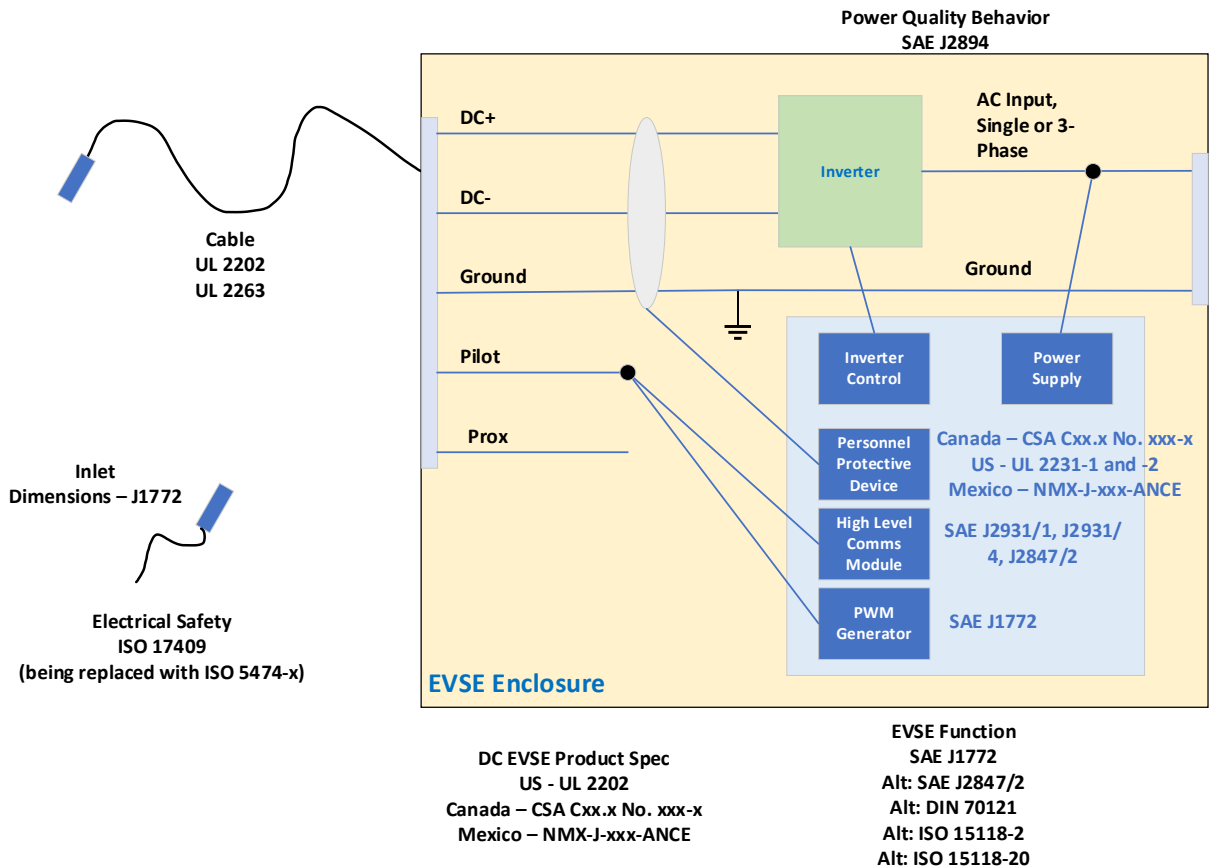 Power Quality Behavior
SAE J2894
DC+
AC Input,
Single or 3-
Phase
Inverter
DC-
Cable
UL 2202
UL 2263
Ground
Ground
Pilot
Inverter
Control
Power
Supply
Prox
Personnel
Protective
Device
Canada – CSA Cxx.x No. xxx-x
US - UL 2231-1 and -2
Mexico – NMX-J-xxx-ANCE
Inlet
Dimensions – J1772
High Level
Comms
Module
SAE J2931/1, J2931/
4, J2847/2
PWM
Generator
SAE J1772
Electrical Safety
ISO 17409
(being replaced with ISO 5474-x)
EVSE Enclosure
DC EVSE Product Spec
US - UL 2202
Canada – CSA Cxx.x No. xxx-x
Mexico – NMX-J-xxx-ANCE
EVSE Function
SAE J1772
Alt: SAE J2847/2
Alt: DIN 70121
Alt: ISO 15118-2
Alt: ISO 15118-20